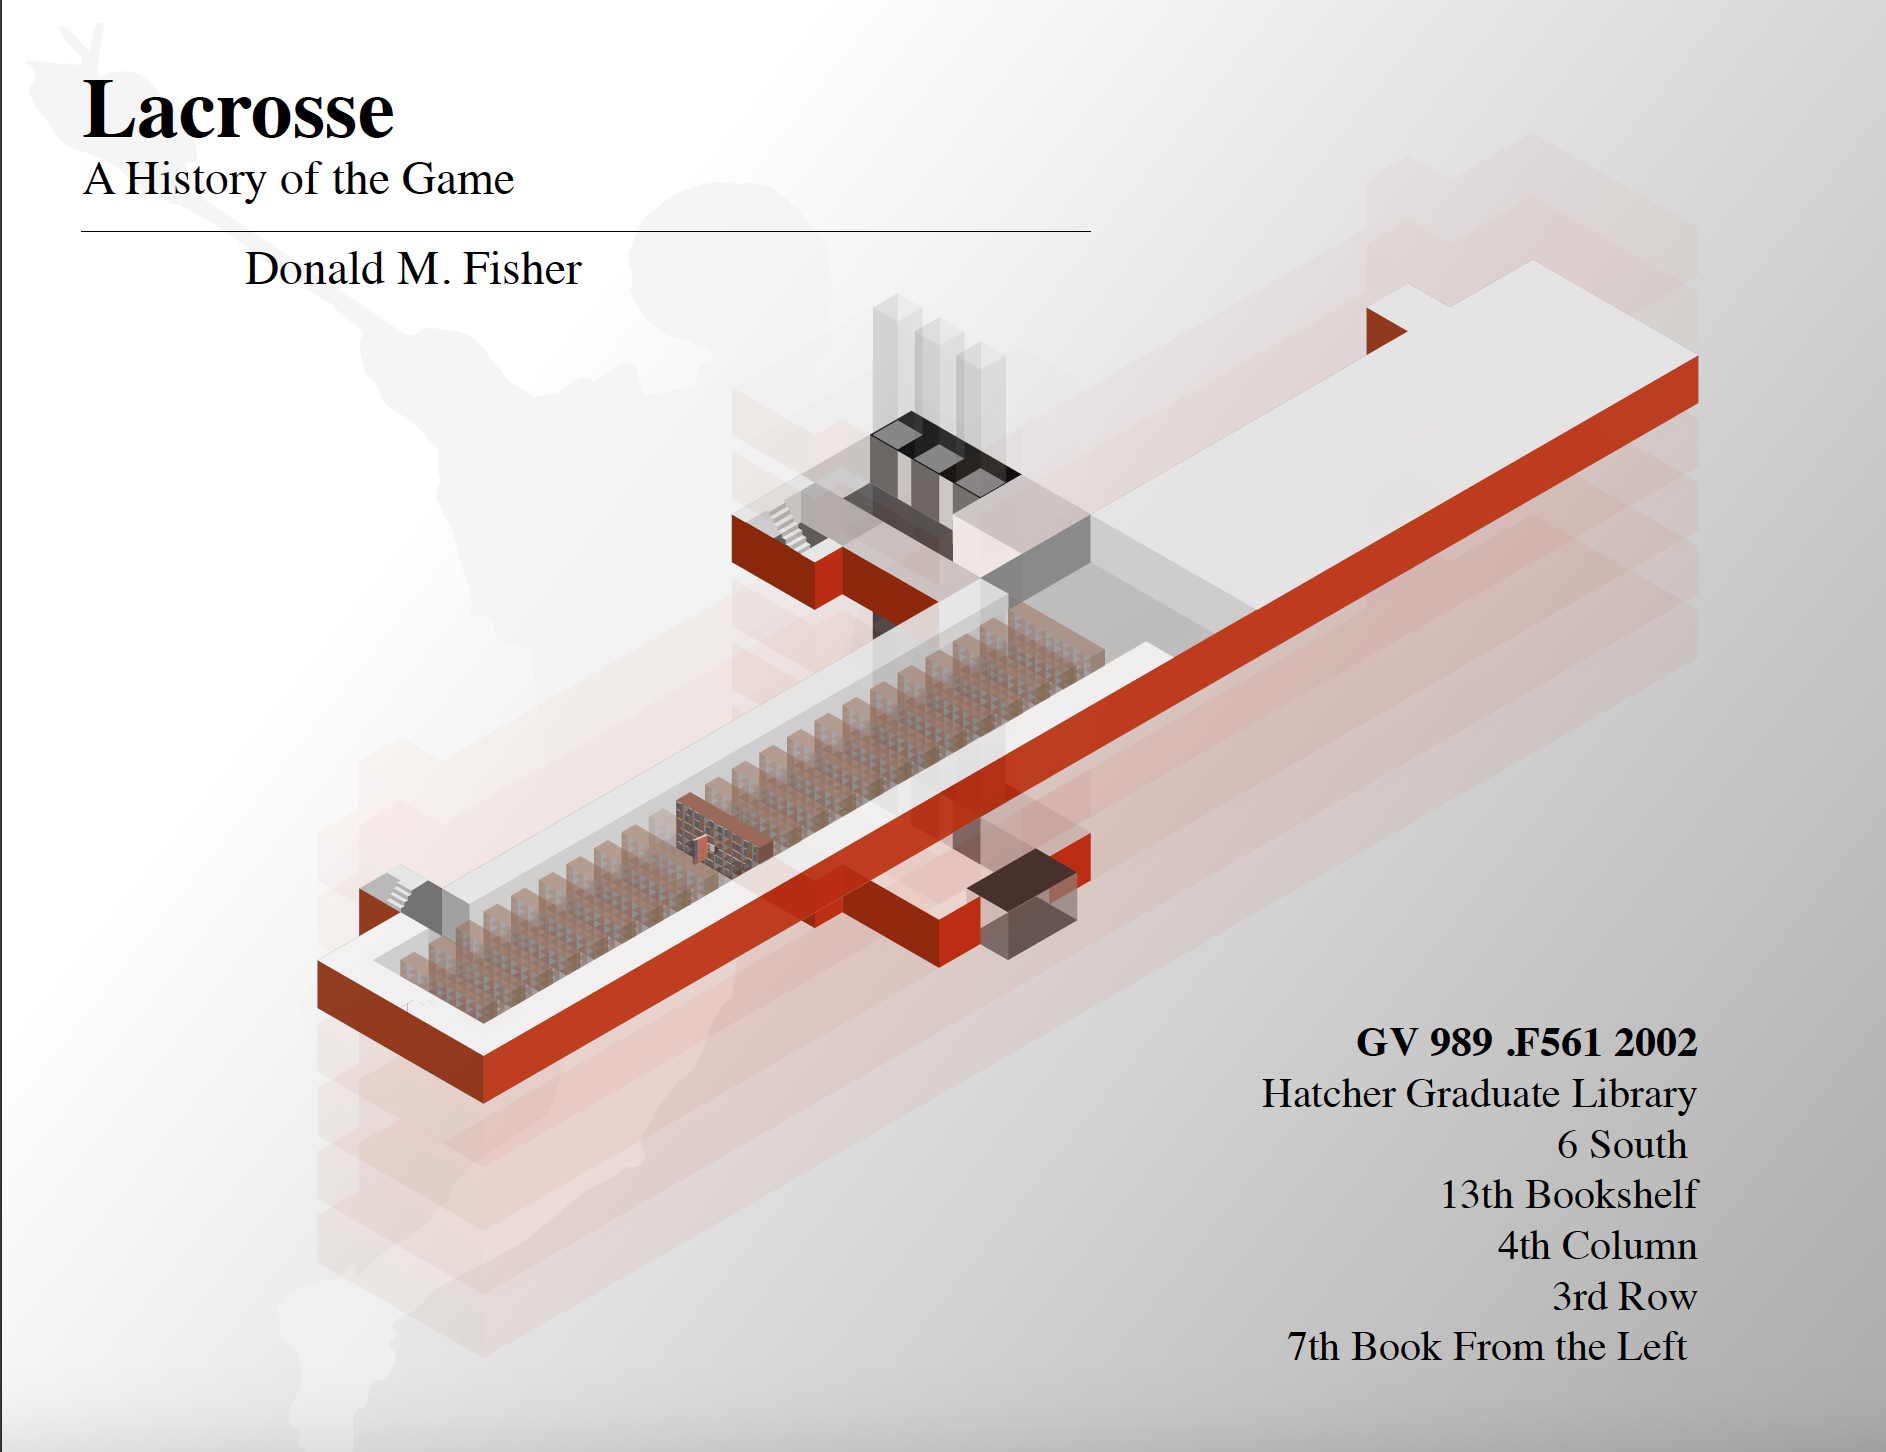 Lacrosse
A History of the Game
Donald M. Fisher
GV 989 .F561 2002
Hatcher Graduate Library
6 South
13th Bookshelf
4th Column
3rd Row
7th Book From the Left